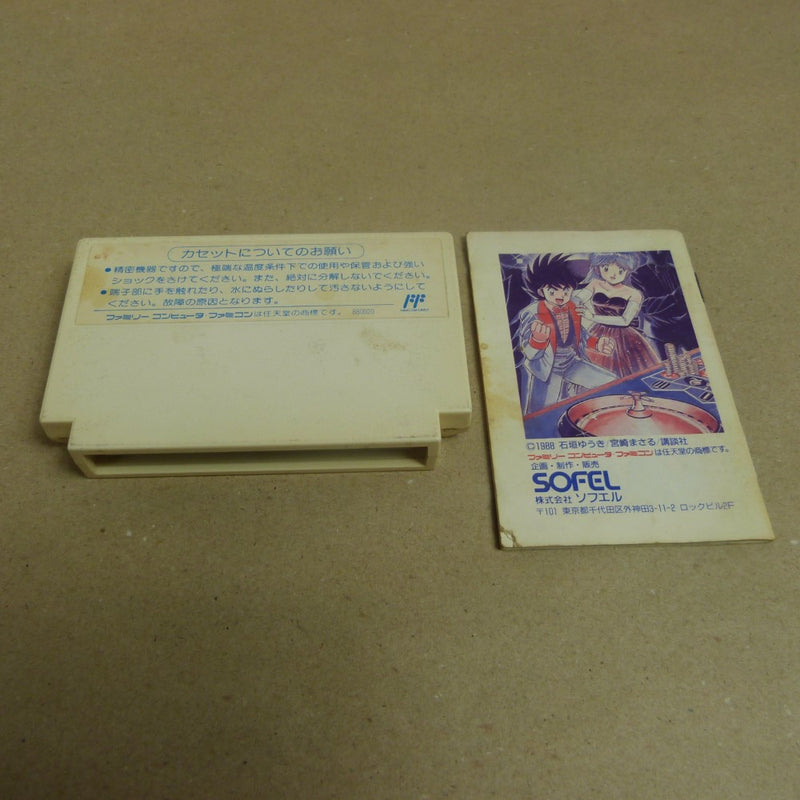 カセットについてのお願い
●精密機器ですので、極端な温度条件下での使用や保管および強い
ショックをさけてください。また、絶対に分解しないでください。
●端子部に手を触れたり、水にぬらしたりして汚さないようにして
ください。故障の原因となります。
ファミリー コンピュータ・ファミコンは任天堂の商標です。
FF
©1988 石垣ゆうき/宮崎まさる/講談社
ファミリー コンピュータ・ファミコンは任天堂の商標です。
企画・制作・販売
SOFEL
株式会社 ソフエル
〒101 東京都千代田区外神田3-11-2 ロックビル2F